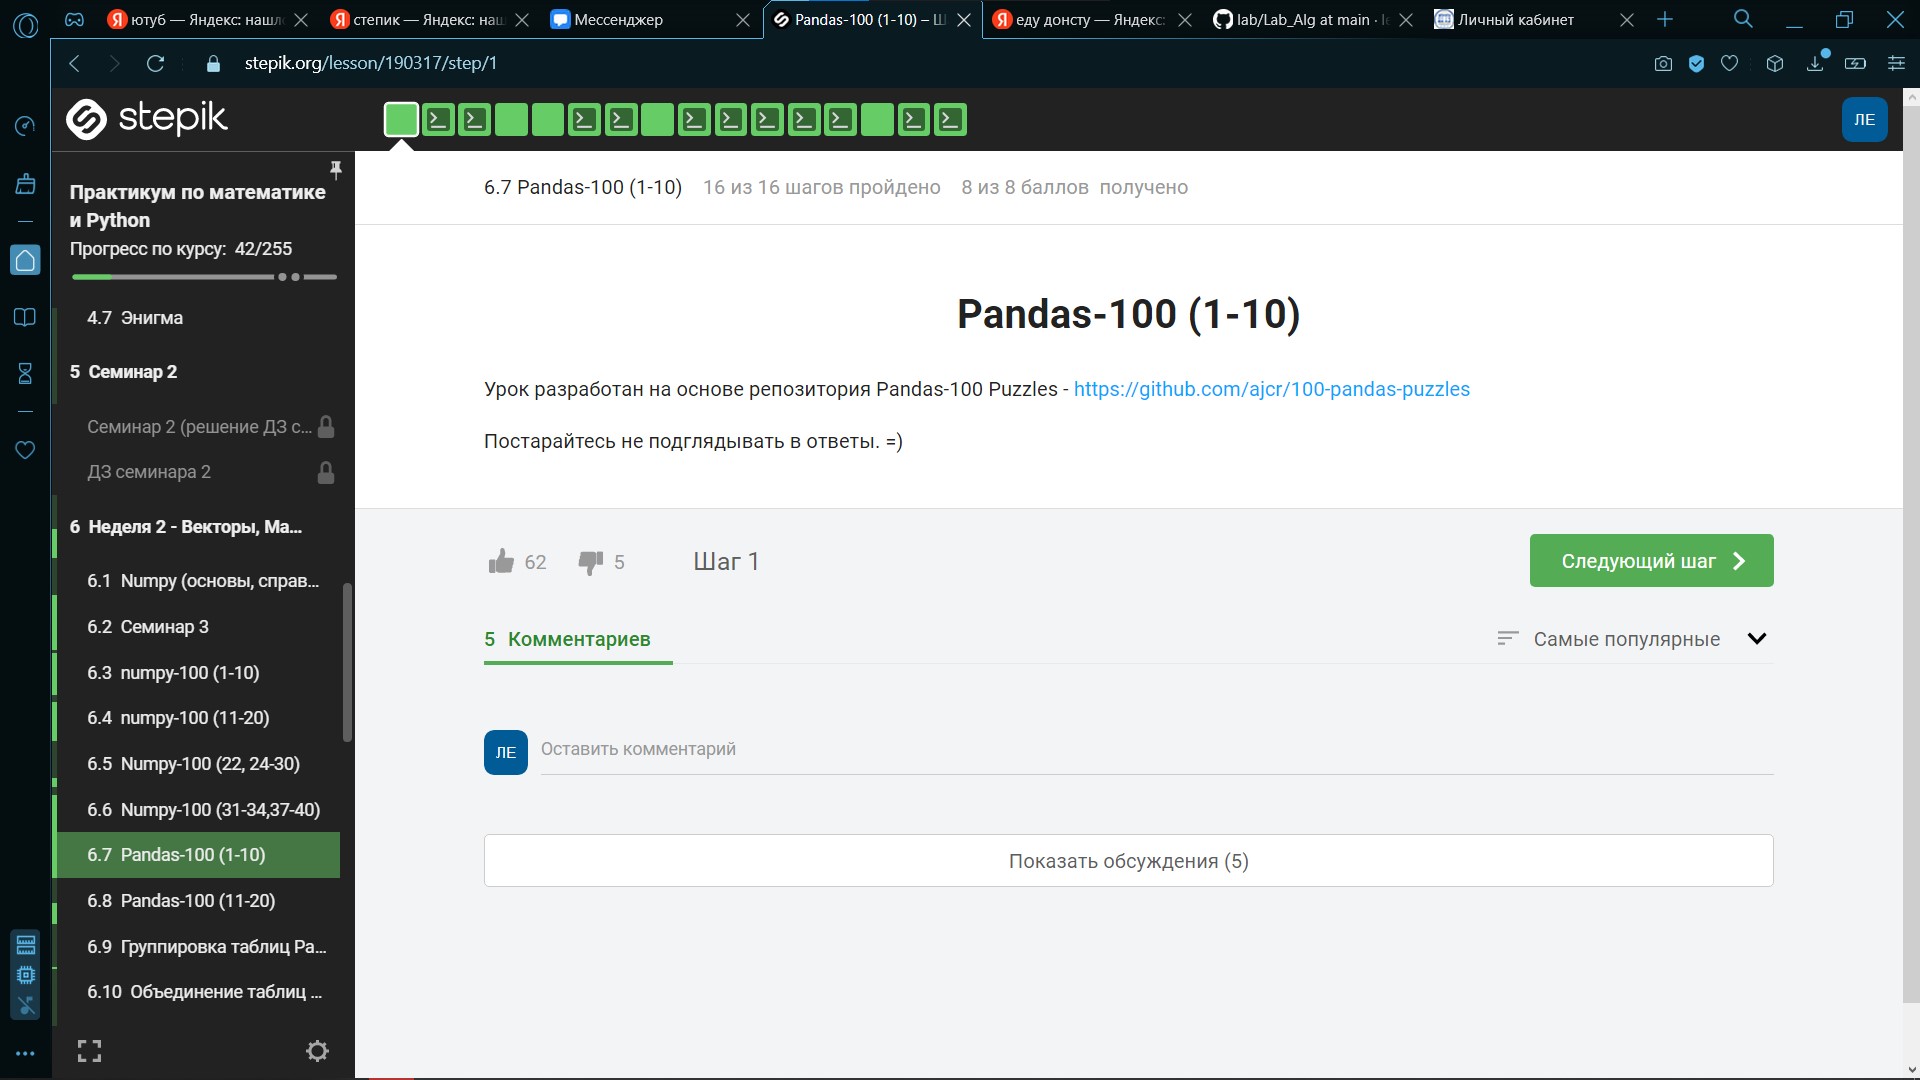 ютуб — Яндекс: нашл
степик — Яндекс: наш
Мессенджер
Pandas-100 (1-10) – Ш
еду донсту — Яндекс:
lab/Lab_Alg at main ·
Личный кабинет
stepik.org/lesson/190317/step/1
stepik
ЛЕ
Практикум по математике
и Python
Прогресс по курсу: 42/255
4.7 Энигма
5 Семинар 2
Семинар 2 (решение ДЗ с...
ДЗ семинара 2
6 Неделя 2 - Векторы, Ма...
6.1 Numpy (основы, справ...
6.2 Семинар 3
6.3 numpy-100 (1-10)
6.4 numpy-100 (11-20)
6.5 Numpy-100 (22, 24-30)
6.6 Numpy-100 (31-34,37-40)
6.7 Pandas-100 (1-10)
6.8 Pandas-100 (11-20)
6.9 Группировка таблиц Pa...
6.10 Объединение таблиц ...
6.7 Pandas-100 (1-10) 16 из 16 шагов пройдено 8 из 8 баллов получено
Pandas-100 (1-10)
Урок разработан на основе репозитория Pandas-100 Puzzles - https://github.com/ajcr/100-pandas-puzzles
Постарайтесь не подглядывать в ответы. =)
62 5 Шаг 1
Следующий шаг
5 Комментариев
Самые популярные
ЛЕ
Оставить комментарий
Показать обсуждения (5)